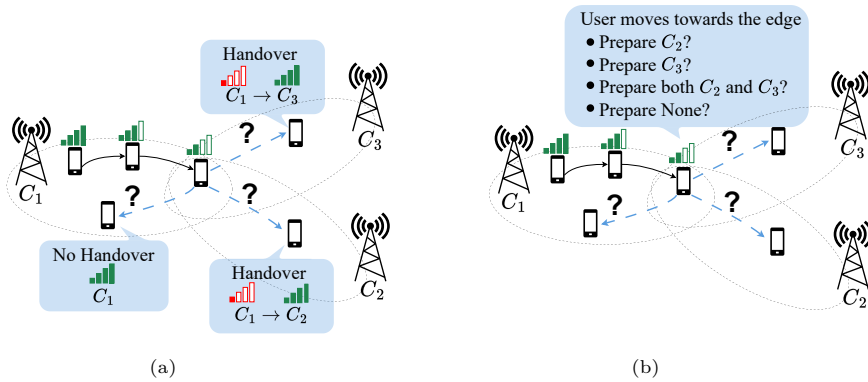 Handover
C₁ → C₃
C₃
?
C₁
?
?
No Handover
C₁
Handover
C₁ → C₂
C₂
(a)
User moves towards the edge
● Prepare C₂?
● Prepare C₃?
● Prepare both C₂ and C₃?
● Prepare None?
C₃
?
C₁
?
?
C₂
(b)